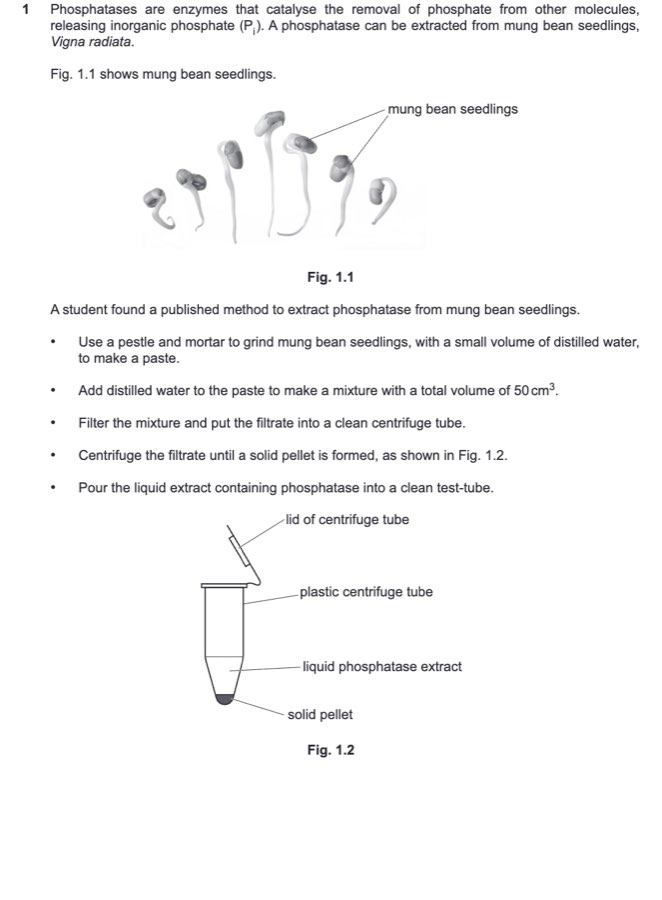 1 Phosphatases are enzymes that catalyse the removal of phosphate from other molecules,
releasing inorganic phosphate (Pi). A phosphatase can be extracted from mung bean seedlings,
Vigna radiata.
Fig. 1.1 shows mung bean seedlings.
mung bean seedlings
Fig. 1.1
A student found a published method to extract phosphatase from mung bean seedlings.
• Use a pestle and mortar to grind mung bean seedlings, with a small volume of distilled water,
to make a paste.
• Add distilled water to the paste to make a mixture with a total volume of 50 cm³.
• Filter the mixture and put the filtrate into a clean centrifuge tube.
• Centrifuge the filtrate until a solid pellet is formed, as shown in Fig. 1.2.
• Pour the liquid extract containing phosphatase into a clean test-tube.
lid of centrifuge tube
plastic centrifuge tube
liquid phosphatase extract
solid pellet
Fig. 1.2